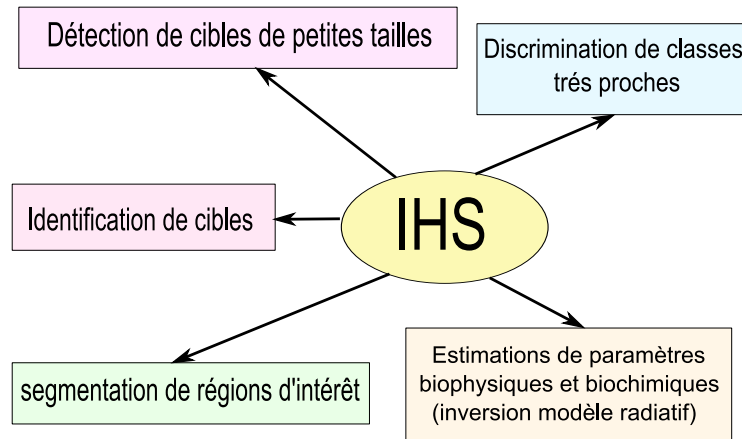 Détection de cibles de petites tailles
Discrimination de classes
trés proches
IHS
Identification de cibles
segmentation de régions d'intérêt
Estimations de paramètres
biophysiques et biochimiques
(inversion modèle radiatif)